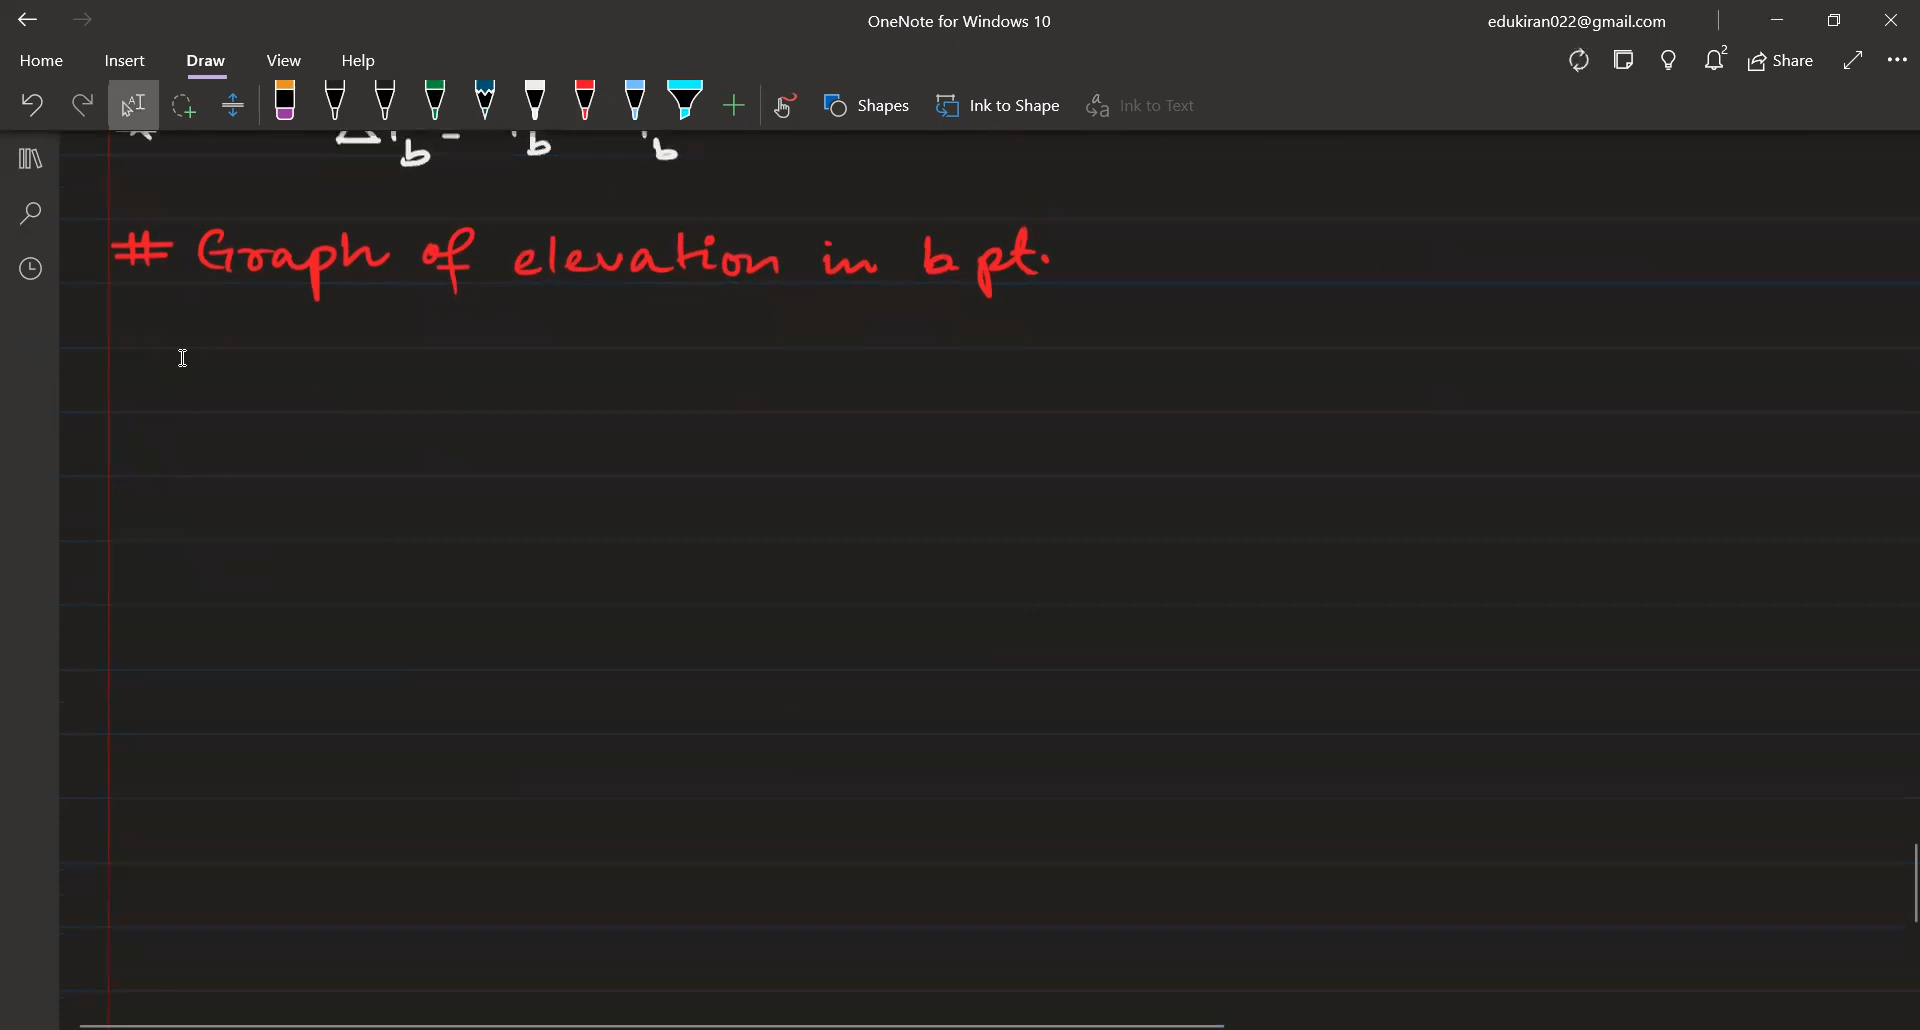 OneNote for Windows 10
edukiran022@gmail.com
Home Insert Draw View Help
2
Share
Shapes
Ink to Shape
Ink to Text
# Graph of elevation in b pt.